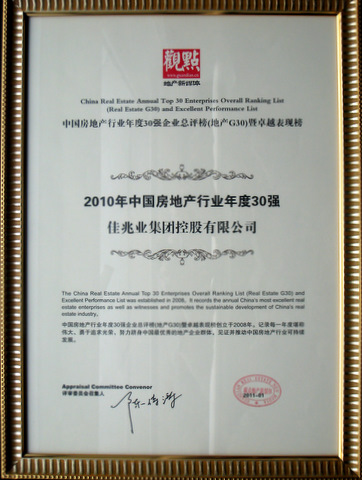 觀點
www.guandian.cn
地产新媒体
China Real Estate Annual Top 30 Enterprises Overall Ranking List
(Real Estate G30) and Excellent Performance List
中国房地产行业年度30强企业总评榜(地产G30)暨卓越表现榜
2010年中国房地产行业年度30强
佳兆业集团控股有限公司
The China Real Estate Annual Top 30 Enterprises Overall Ranking List (Real Estate G30) and
Excellent Performance List was established in 2008. It records the annual China's most excellent real
estate enterprises as well as witnesses and promotes the sustainable development of China's real
estate industry.
中国房地产行业年度30强企业总评榜(地产G30)暨卓越表现榜创立于2008年。记录每一年度堪称
伟大、勇于追求光荣、努力跻身中国最优秀的地产企业群体，见证并推动中国房地产行业可持续
发展。
Appraisal Committee Convenor
评审委员会召集人
2011-01